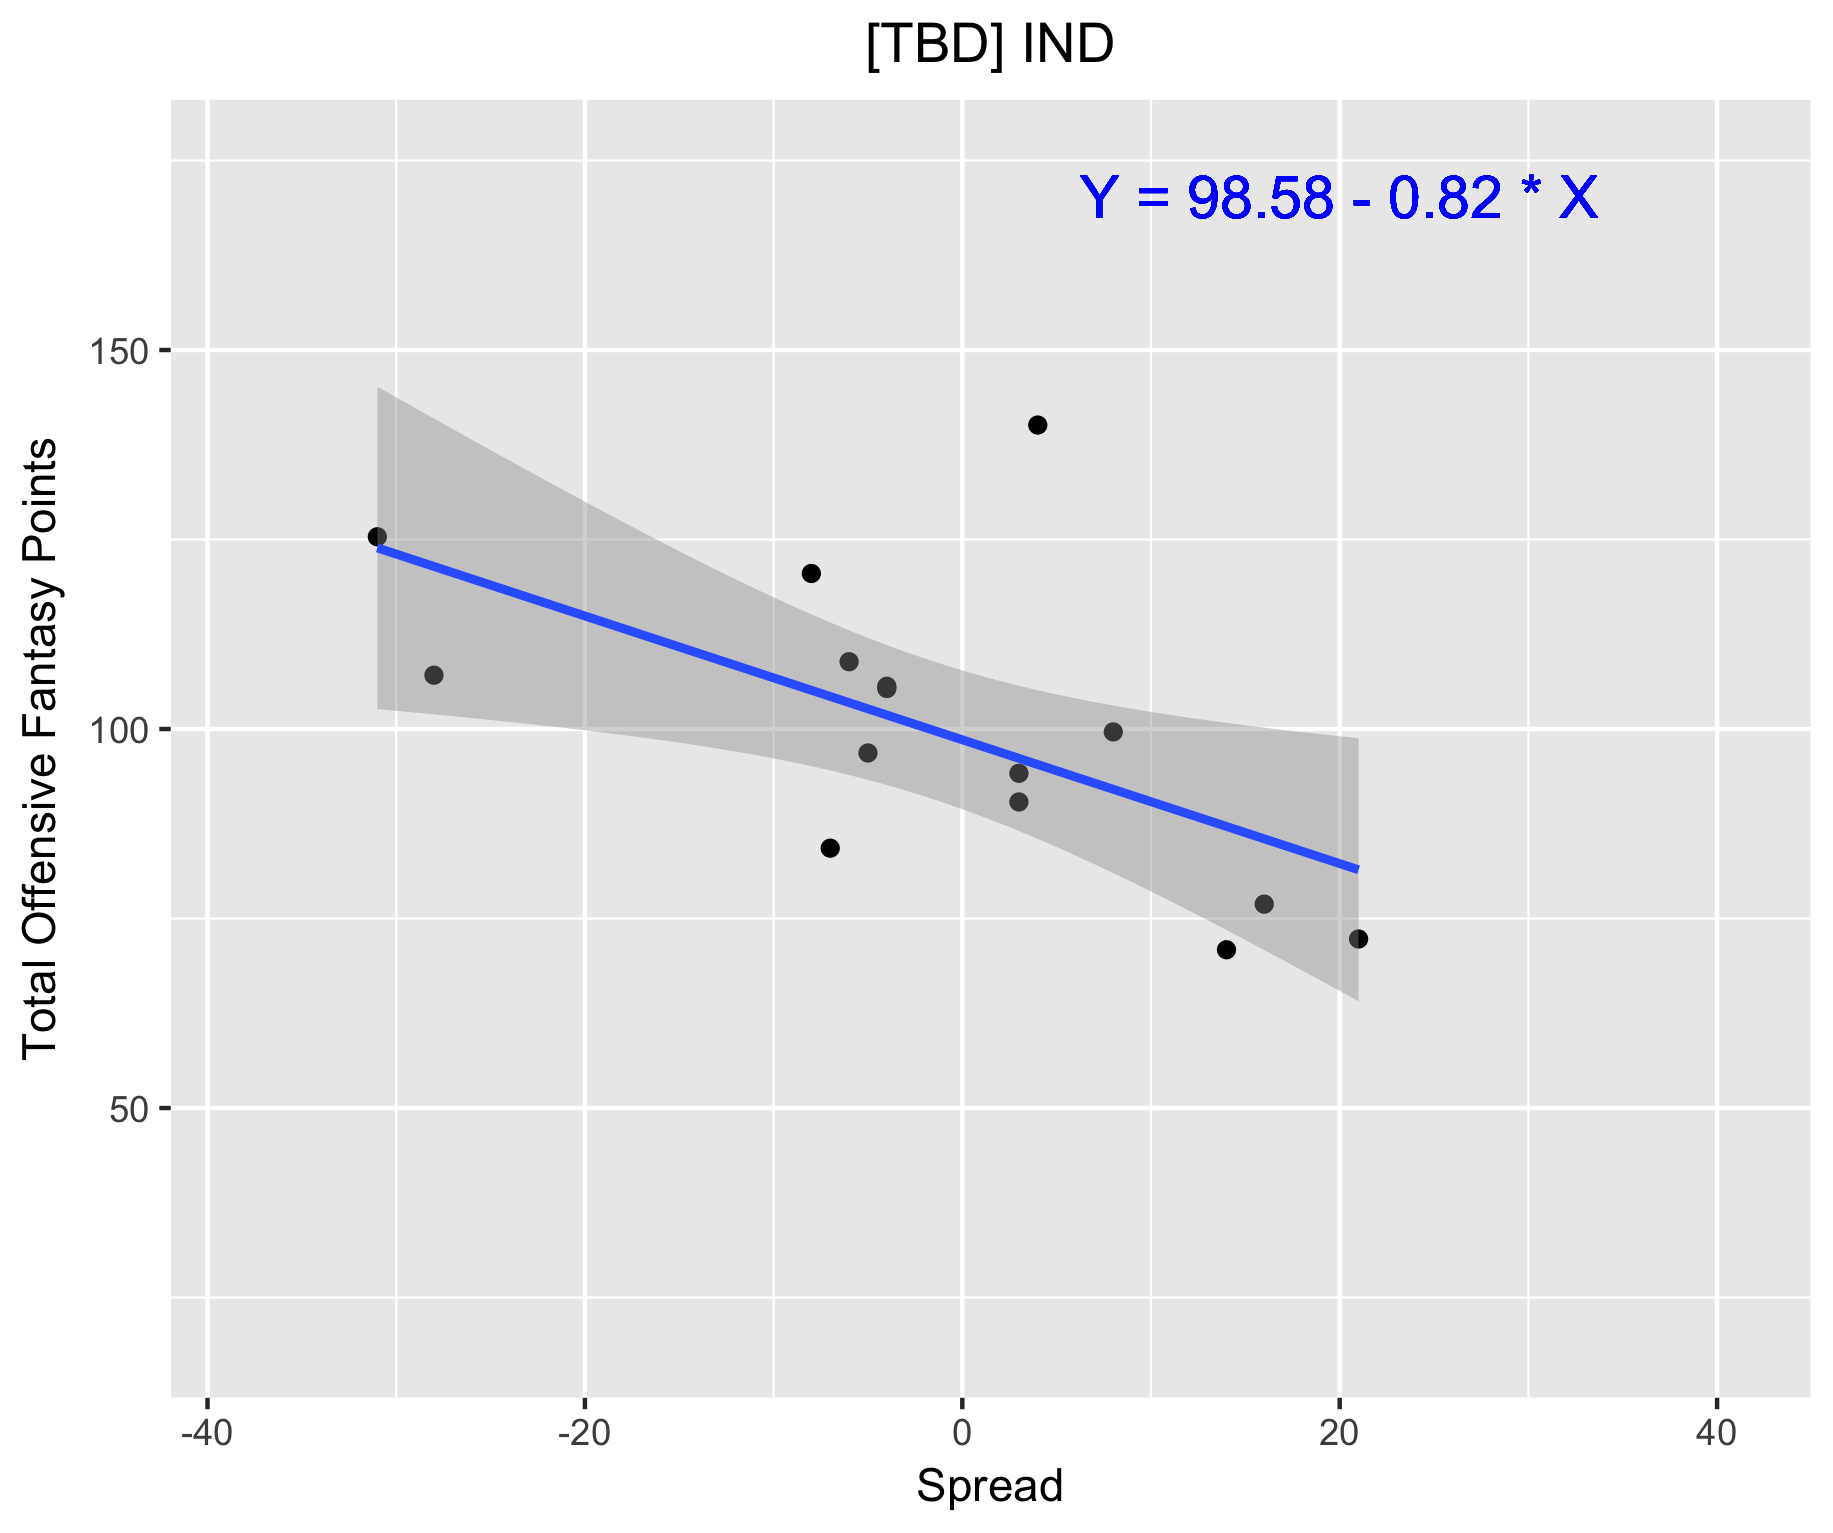 [TBD] IND
Y = 98.58 - 0.82 * X
Total Offensive Fantasy Points
150
100
50
-40
-20
0
20
40
Spread